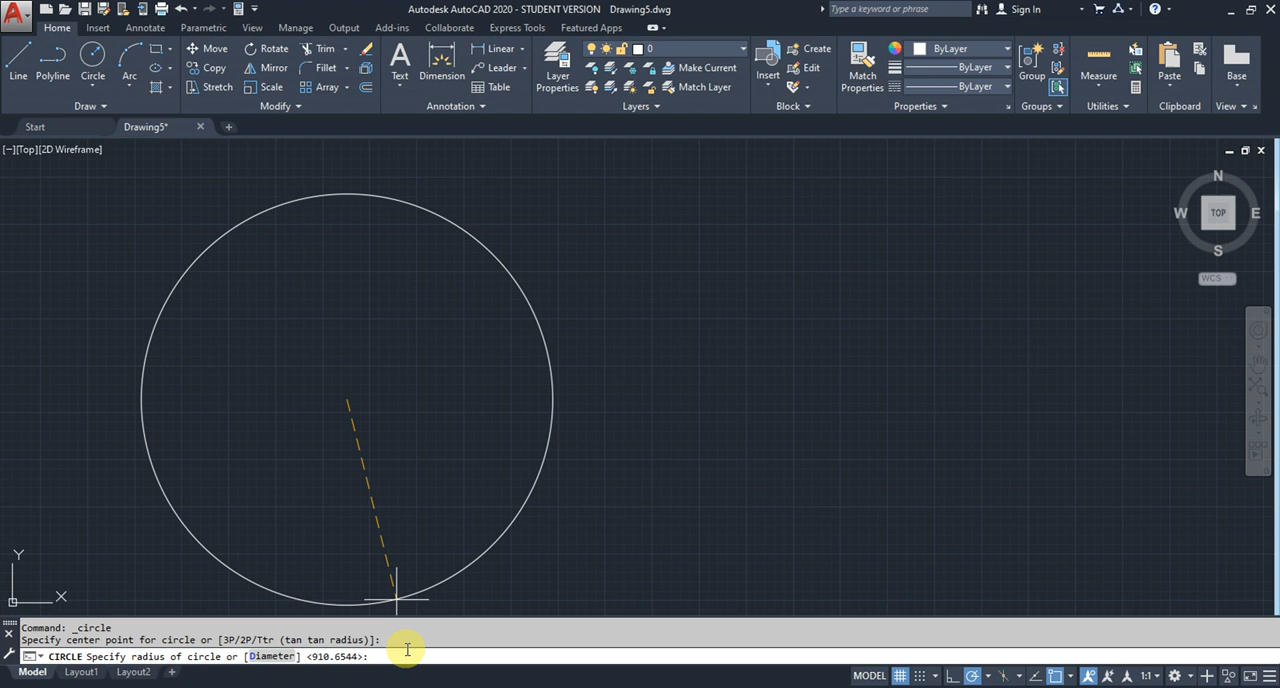 Autodesk AutoCAD 2020 - STUDENT VERSION Drawing5.dwg
Type a keyword or phrase
Sign In
Home Insert Annotate Parametric View Manage Output Add-ins Collaborate Express Tools Featured Apps
Line Polyline Circle Arc
Move Rotate Trim
Copy Mirror Fillet
Stretch Scale Array
Text Dimension
Linear
Leader
Table
Layer Properties
0
Make Current
Match Layer
Insert
Create
Edit
Match Properties
ByLayer
ByLayer
ByLayer
Group Measure Paste Base
Draw Modify Annotation Layers Block Properties Groups Utilities Clipboard View
Start Drawing5*
[−][Top][2D Wireframe]
N
W TOP E
S
WCS
Y
X
Command: _circle
Specify center point for circle or [3P/2P/Ttr (tan tan radius)]:
CIRCLE Specify radius of circle or [Diameter] <910.6544>:
Model Layout1 Layout2 +
MODEL 1:1